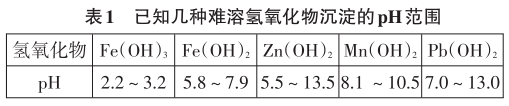 表1 已知几种难溶氢氧化物沉淀的pH范围
氢氧化物 Fe(OH)₃ Fe(OH)₂ Zn(OH)₂ Mn(OH)₂ Pb(OH)₂
pH 2.2~3.2 5.8~7.9 5.5~13.5 8.1~10.5 7.0~13.0